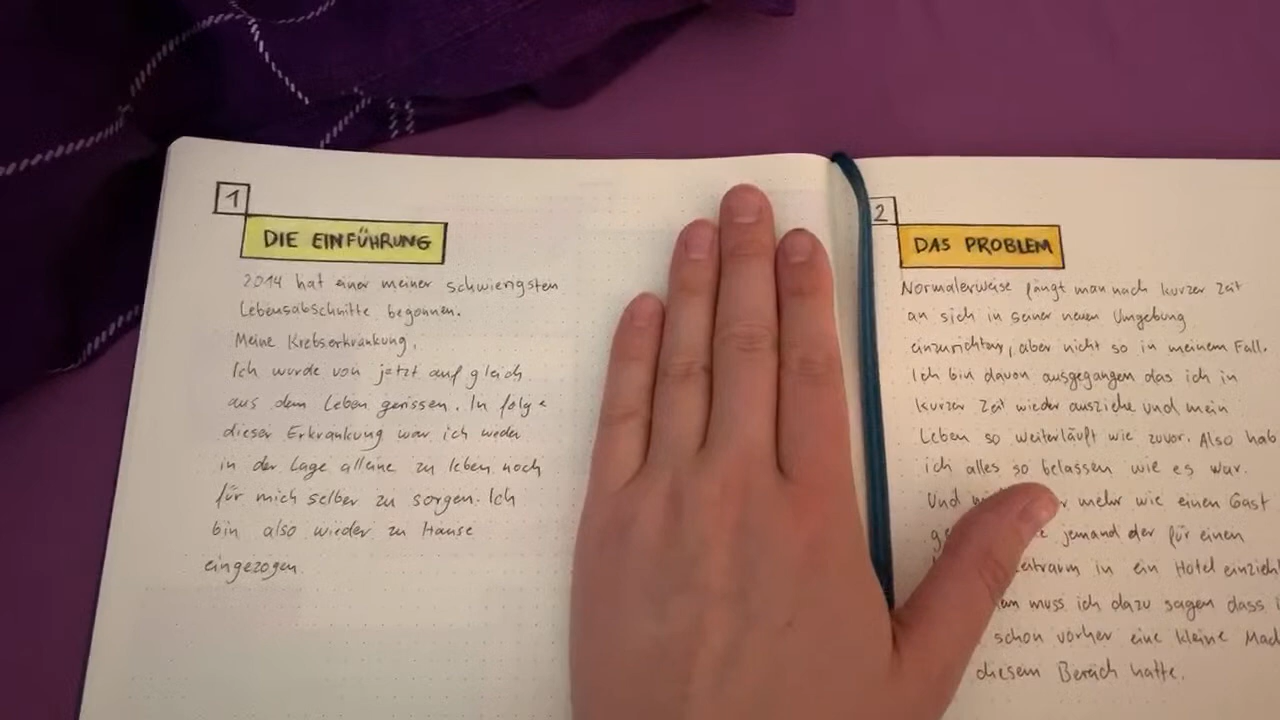 1
DIE EINFÜHRUNG
2014 hat einer meiner schwierigsten
Lebensabschnitte begonnen.
Meine Krebserkrankung.
Ich wurde von jetzt auf gleich
aus dem Leben gerissen. In folge
dieser Erkrankung war ich weder
in der Lage alleine zu leben noch
für mich selber zu sorgen. Ich
bin also wieder zu Hause
eingezogen.
2
DAS PROBLEM
Normalerweise fängt man nach kurzer Zeit
an sich in seiner neuen Umgebung
einzurichten, aber nicht so in meinem Fall.
Ich bin davon ausgegangen das ich in
kurzer Zeit wieder ausziehe und mein
Leben so weiterläuft wie zuvor. Also hab
ich alles so belassen wie es war.
Und mehr wie einen Gast
jemand der für einen
in ein Hotel einzieh
muss ich dazu sagen dass
schon vorher eine kleine
diesem Bereich hatte.